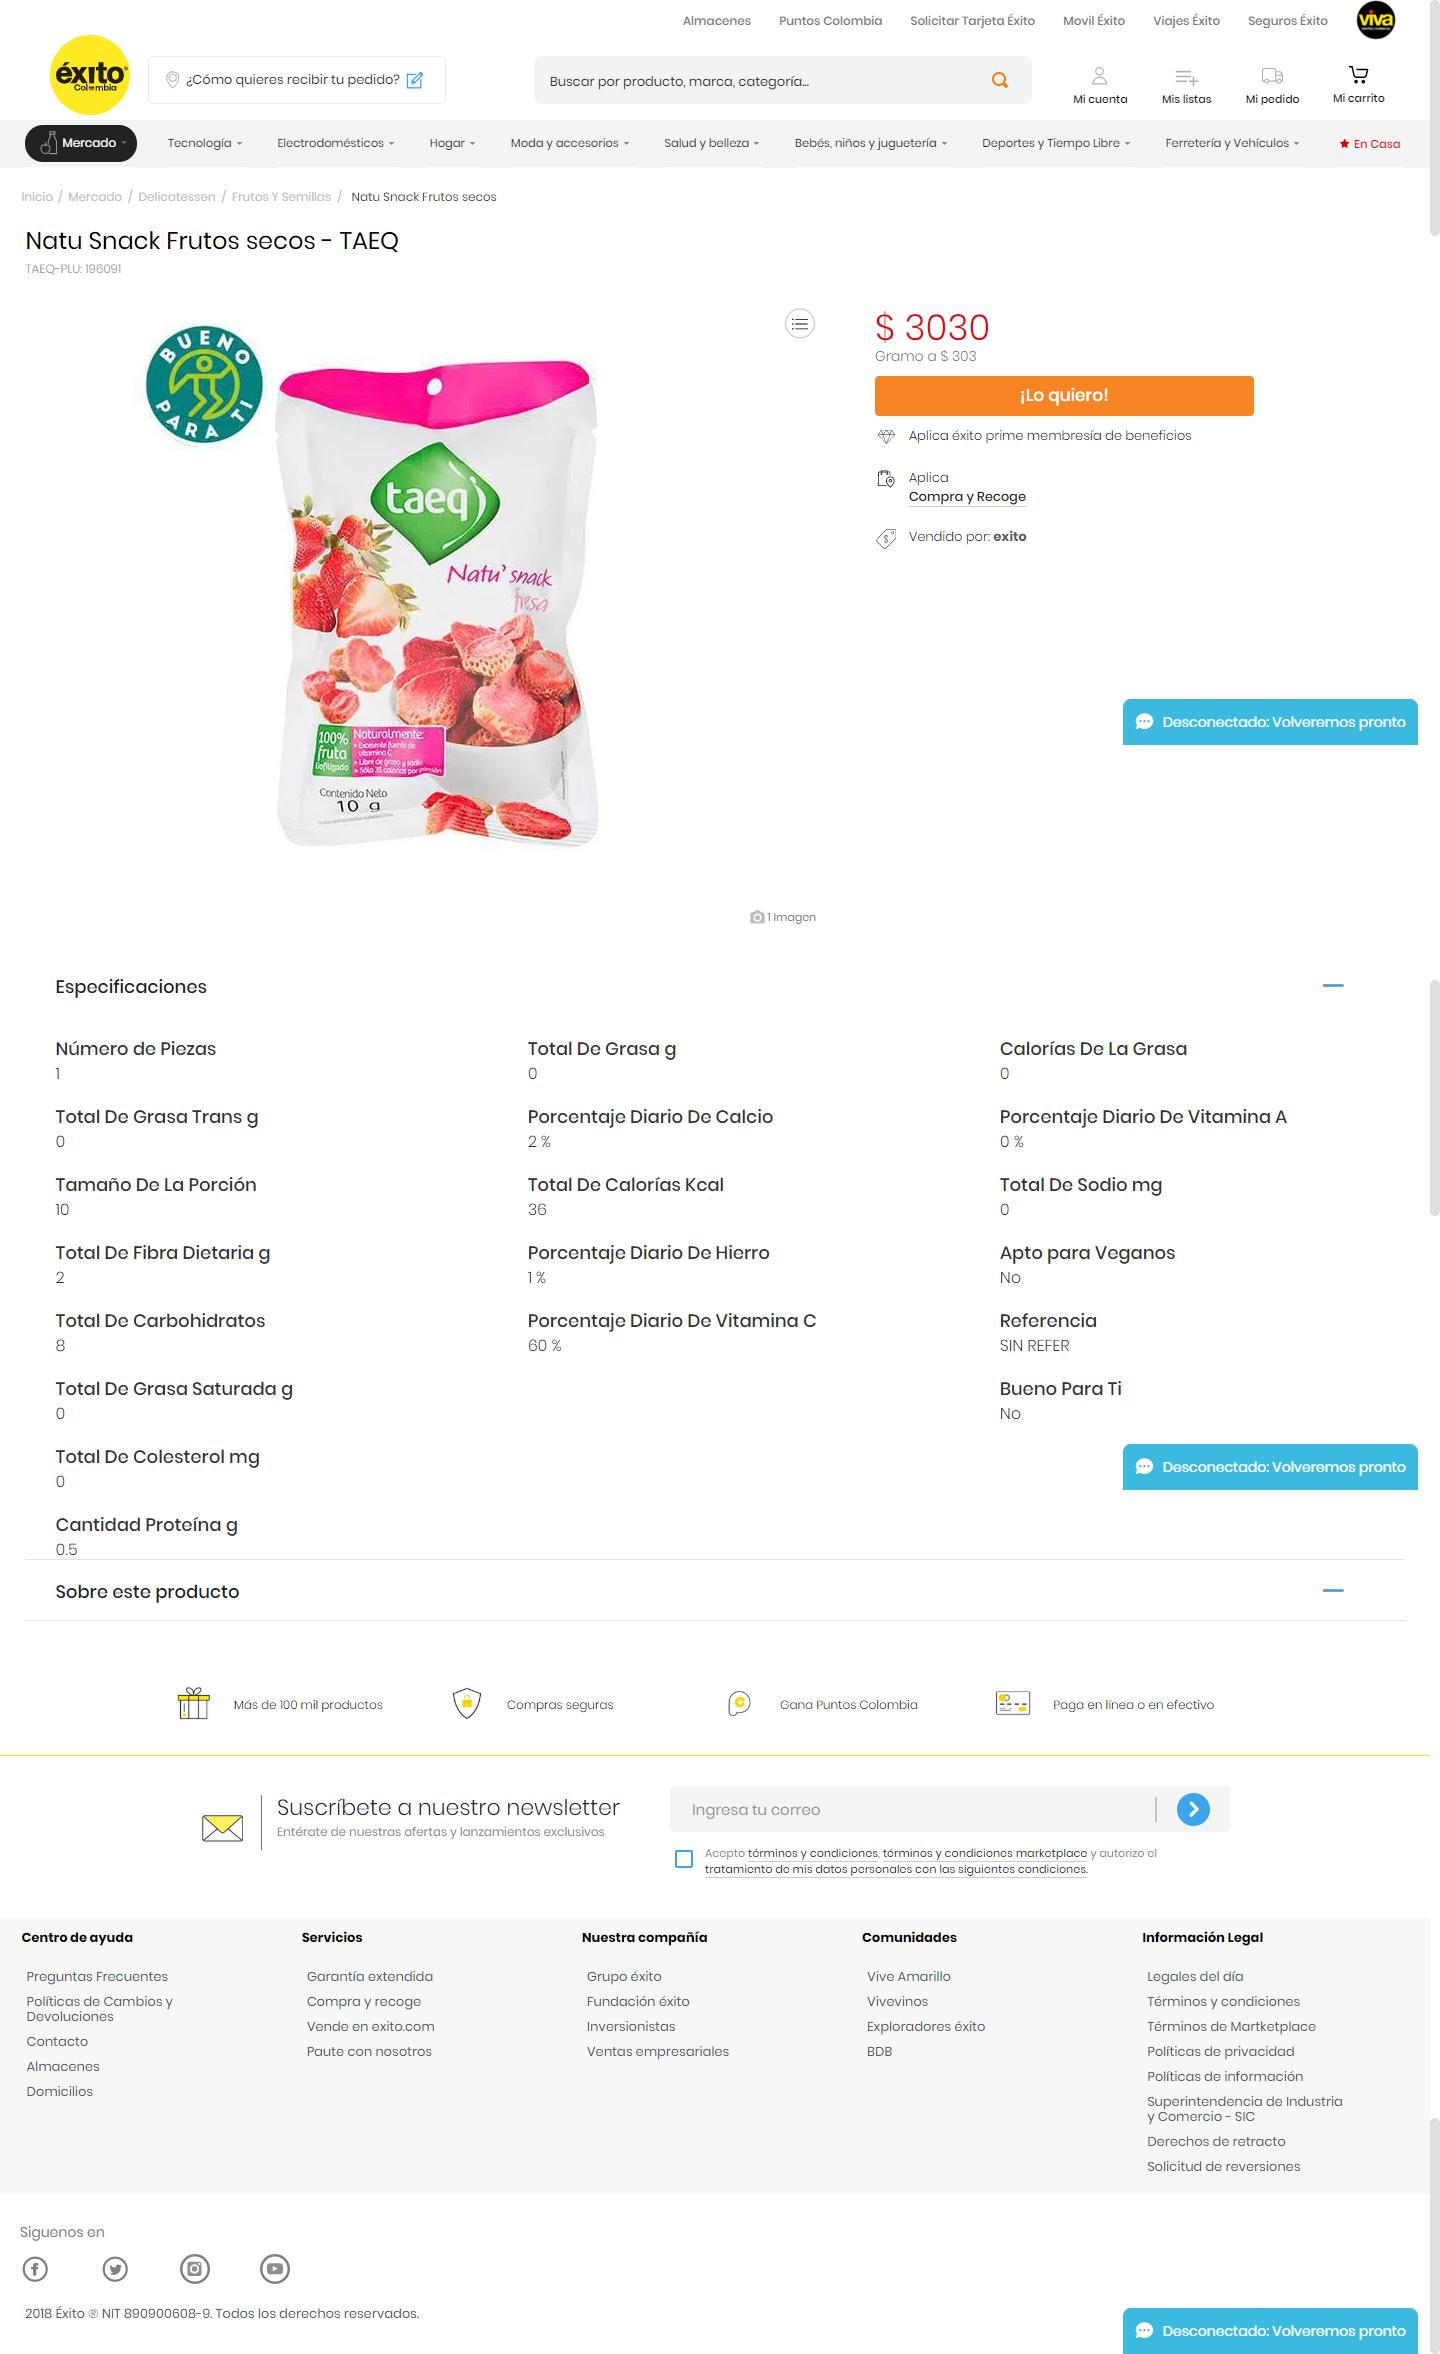 Almacenes Puntos Colombia Solicitar Tarjeta Éxito Movil Éxito Viajes Éxito Seguros Éxito viva
éxito
Colombia
¿Cómo quieres recibir tu pedido?
Buscar por producto, marca, categoría...
Mi cuenta Mis listas Mi pedido Mi carrito
Mercado Tecnología Electrodomésticos Hogar Moda y accesorios Salud y belleza Bebés, niños y juguetería Deportes y Tiempo Libre Ferretería y Vehículos En Casa
Inicio / Mercado / Delicatessen / Frutos Y Semillas / Natu Snack Frutos secos
Natu Snack Frutos secos - TAEQ
TAEQ-PLU: 196091
BUENO
PARA TI
taeq
Natu' snack
fresa
100%
fruta
liofilizada
Naturalmente:
» Excelente fuente de
vitamina C
» Libre de grasa y sodio
» Sólo 35 calorías por porción
Contenido Neto
10 g
$ 3030
Gramo a $ 303
¡Lo quiero!
Aplica éxito prime membresía de beneficios
Aplica
Compra y Recoge
Vendido por: exito
Desconectado: Volveremos pronto
1 Imagen
Especificaciones
Número de Piezas
1
Total De Grasa Trans g
0
Tamaño De La Porción
10
Total De Fibra Dietaria g
2
Total De Carbohidratos
8
Total De Grasa Saturada g
0
Total De Colesterol mg
0
Cantidad Proteína g
0.5
Total De Grasa g
0
Porcentaje Diario De Calcio
2 %
Total De Calorías Kcal
36
Porcentaje Diario De Hierro
1 %
Porcentaje Diario De Vitamina C
60 %
Calorías De La Grasa
0
Porcentaje Diario De Vitamina A
0 %
Total De Sodio mg
0
Apto para Veganos
No
Referencia
SIN REFER
Bueno Para Ti
No
Desconectado: Volveremos pronto
Sobre este producto
Más de 100 mil productos
Compras seguras
Gana Puntos Colombia
Paga en línea o en efectivo
Suscríbete a nuestro newsletter
Entérate de nuestras ofertas y lanzamientos exclusivos
Ingresa tu correo
Acepto términos y condiciones, términos y condiciones marketplace y autorizo el
tratamiento de mis datos personales con las siguientes condiciones.
Centro de ayuda
Preguntas Frecuentes
Políticas de Cambios y
Devoluciones
Contacto
Almacenes
Domicilios
Servicios
Garantía extendida
Compra y recoge
Vende en exito.com
Paute con nosotros
Nuestra compañía
Grupo éxito
Fundación éxito
Inversionistas
Ventas empresariales
Comunidades
Vive Amarillo
Vivevinos
Exploradores éxito
BDB
Información Legal
Legales del día
Términos y condiciones
Términos de Martketplace
Políticas de privacidad
Políticas de información
Superintendencia de Industria
y Comercio - SIC
Derechos de retracto
Solicitud de reversiones
Siguenos en
2018 Éxito ® NIT 890900608-9. Todos los derechos reservados.
Desconectado: Volveremos pronto